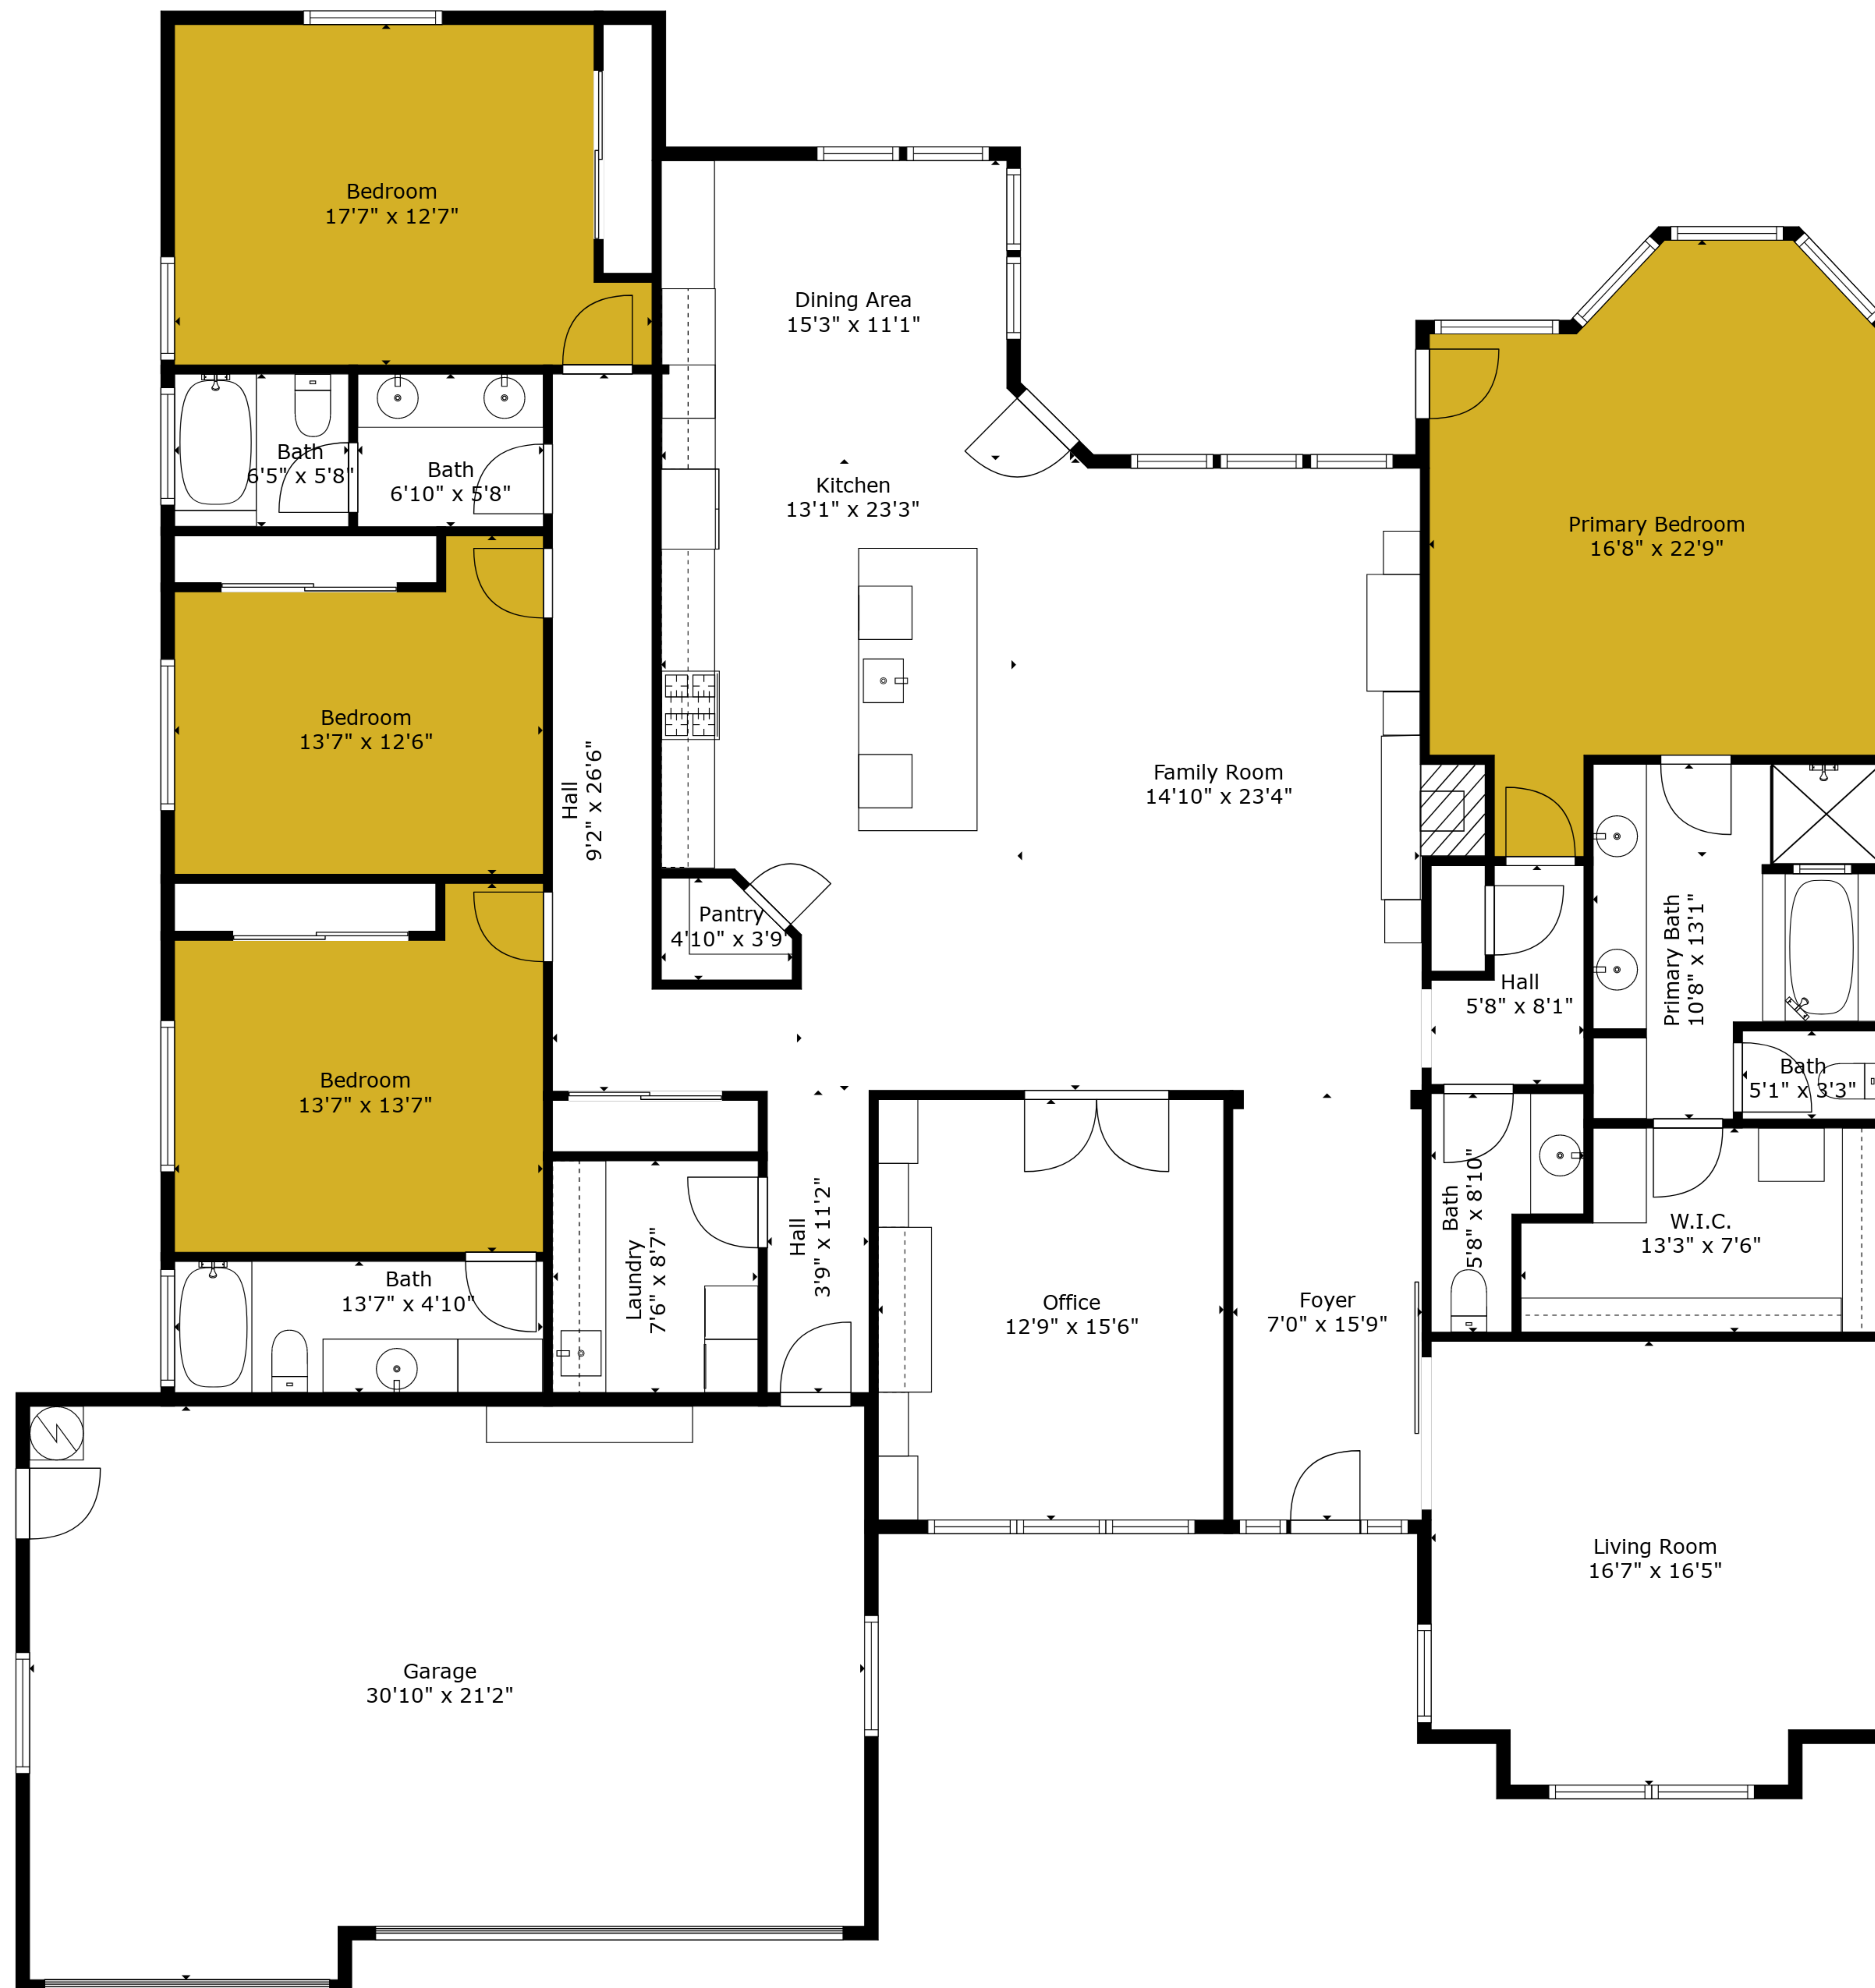 Bedroom
17'7" x 12'7"
Dining Area
15'3" x 11'1"
Bath
6'5" x 5'8"
Bath
6'10" x 5'8"
Kitchen
13'1" x 23'3"
Primary Bedroom
16'8" x 22'9"
Bedroom
13'7" x 12'6"
Hall
9'2" x 26'6"
Family Room
14'10" x 23'4"
Pantry
4'10" x 3'9"
Hall
5'8" x 8'1"
Primary Bath
10'8" x 13'1"
Bedroom
13'7" x 13'7"
Bath
5'1" x 3'3"
Bath
13'7" x 4'10"
Laundry
7'6" x 8'7"
Hall
3'9" x 11'2"
Office
12'9" x 15'6"
Foyer
7'0" x 15'9"
Bath
5'8" x 8'10"
W.I.C.
13'3" x 7'6"
Living Room
16'7" x 16'5"
Garage
30'10" x 21'2"